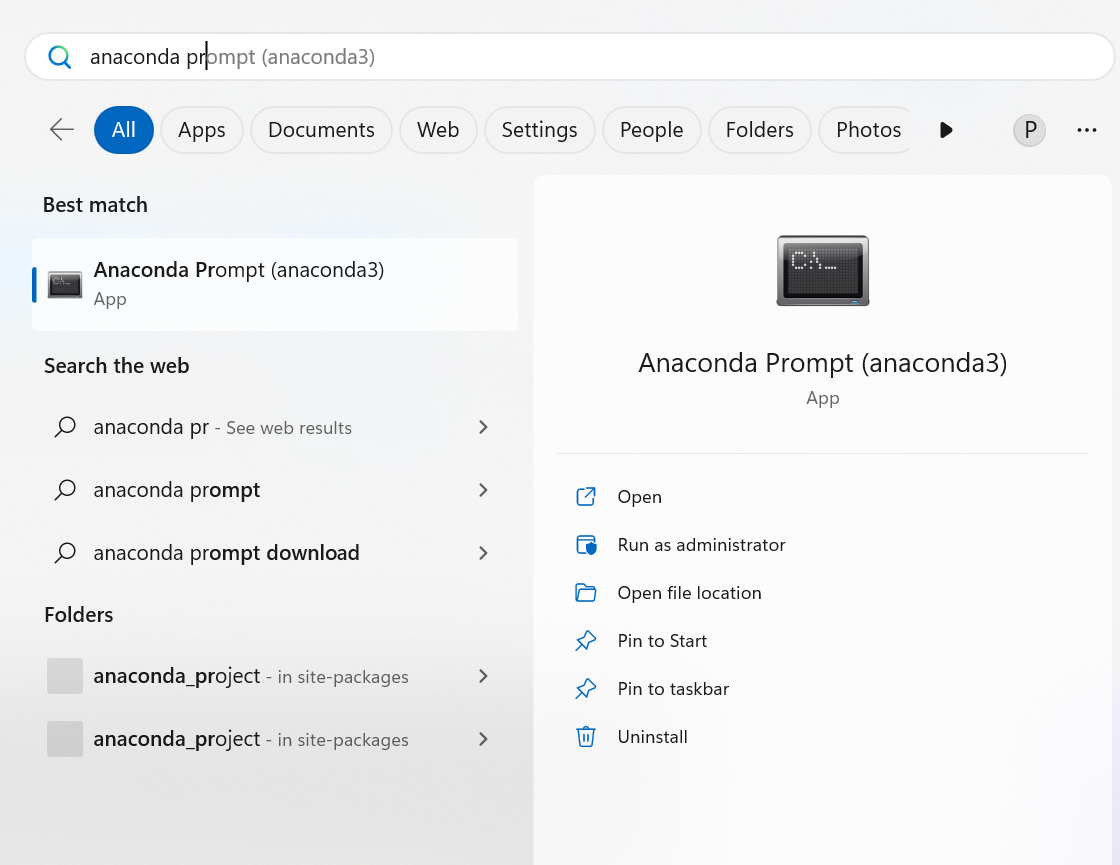 anaconda prompt (anaconda3)
All Apps Documents Web Settings People Folders Photos P ...
Best match
Anaconda Prompt (anaconda3)
App
Search the web
anaconda pr - See web results
anaconda prompt
anaconda prompt download
Folders
anaconda_project - in site-packages
anaconda_project - in site-packages
C:\_
Anaconda Prompt (anaconda3)
App
Open
Run as administrator
Open file location
Pin to Start
Pin to taskbar
Uninstall